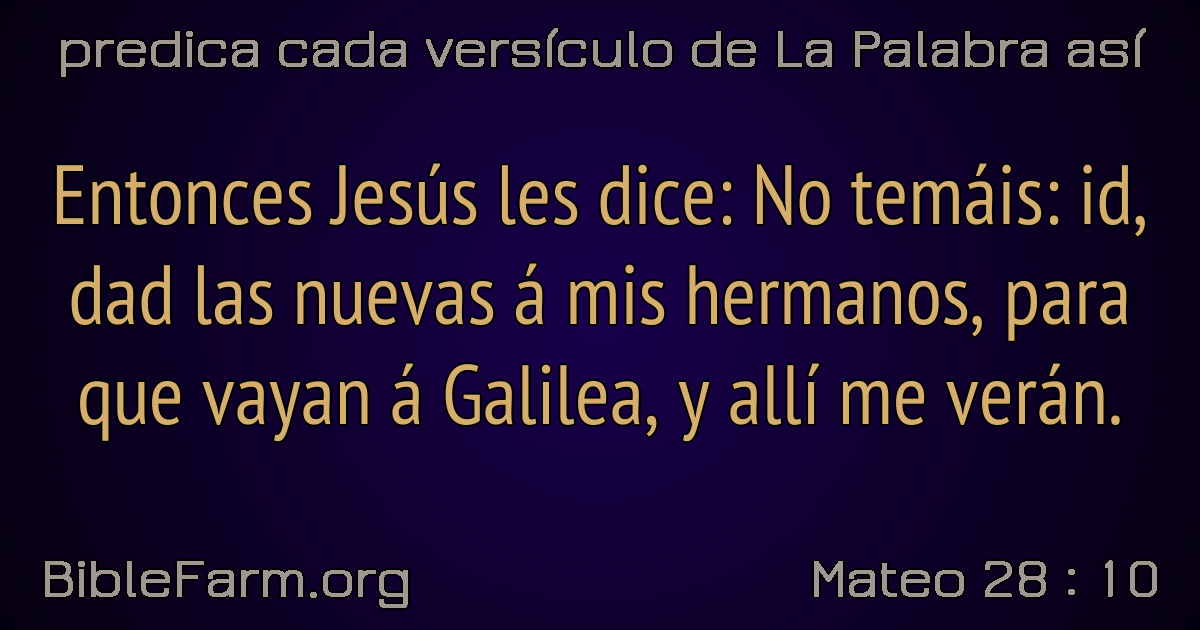 predica cada versículo de La Palabra así
Entonces Jesús les dice: No temáis: id,
dad las nuevas á mis hermanos, para
que vayan á Galilea, y allí me verán.
BibleFarm.org
Mateo 28 : 10